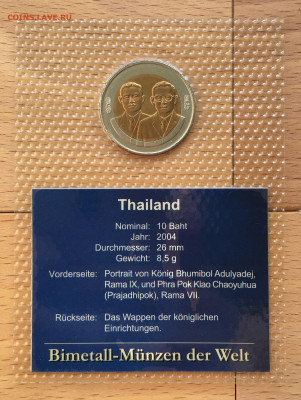 COINS.LAVE.RU
Thailand
Nominal: 10 Baht
Jahr: 2004
Durchmesser: 26 mm
Gewicht: 8,5 g
Vorderseite: Portrait von König Bhumibol Adulyadej,
Rama IX, und Phra Pok Klao Chaoyuhua
(Prajadhipok), Rama VII.
Rückseite: Das Wappen der königlichen
Einrichtungen.
Bimetall-Münzen der Welt